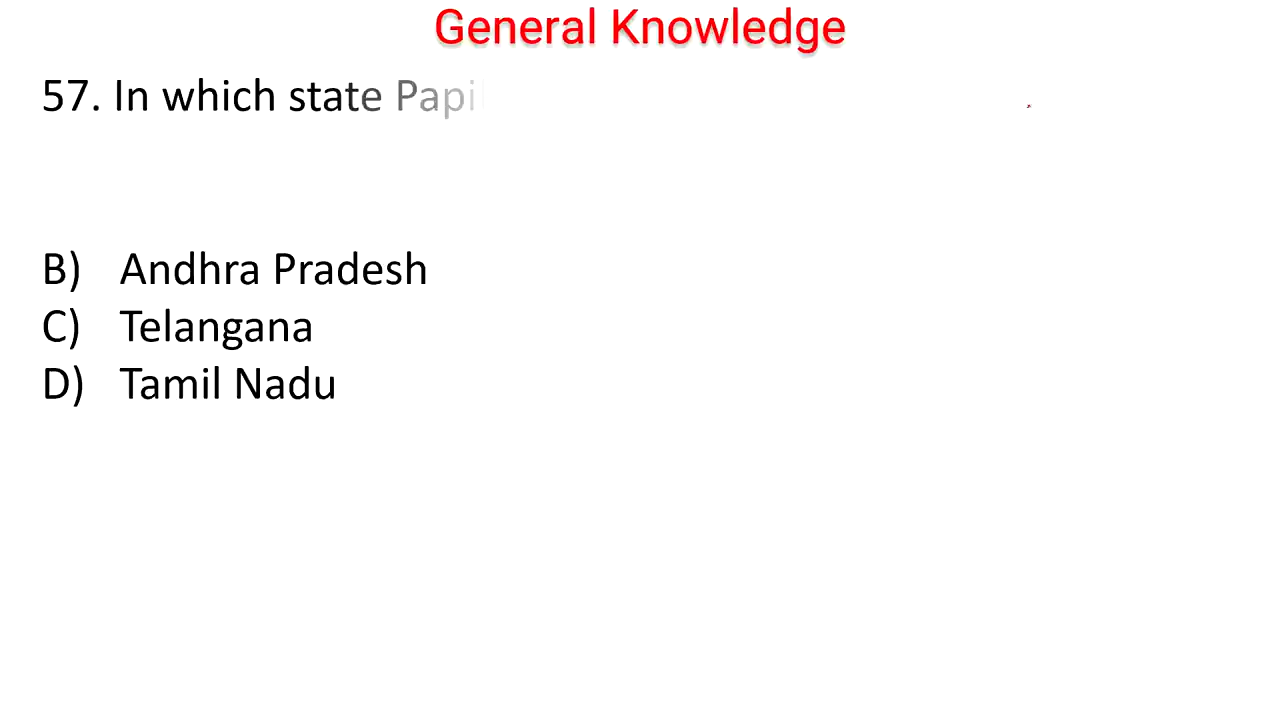 General Knowledge
57. In which state Papi
B) Andhra Pradesh
C) Telangana
D) Tamil Nadu